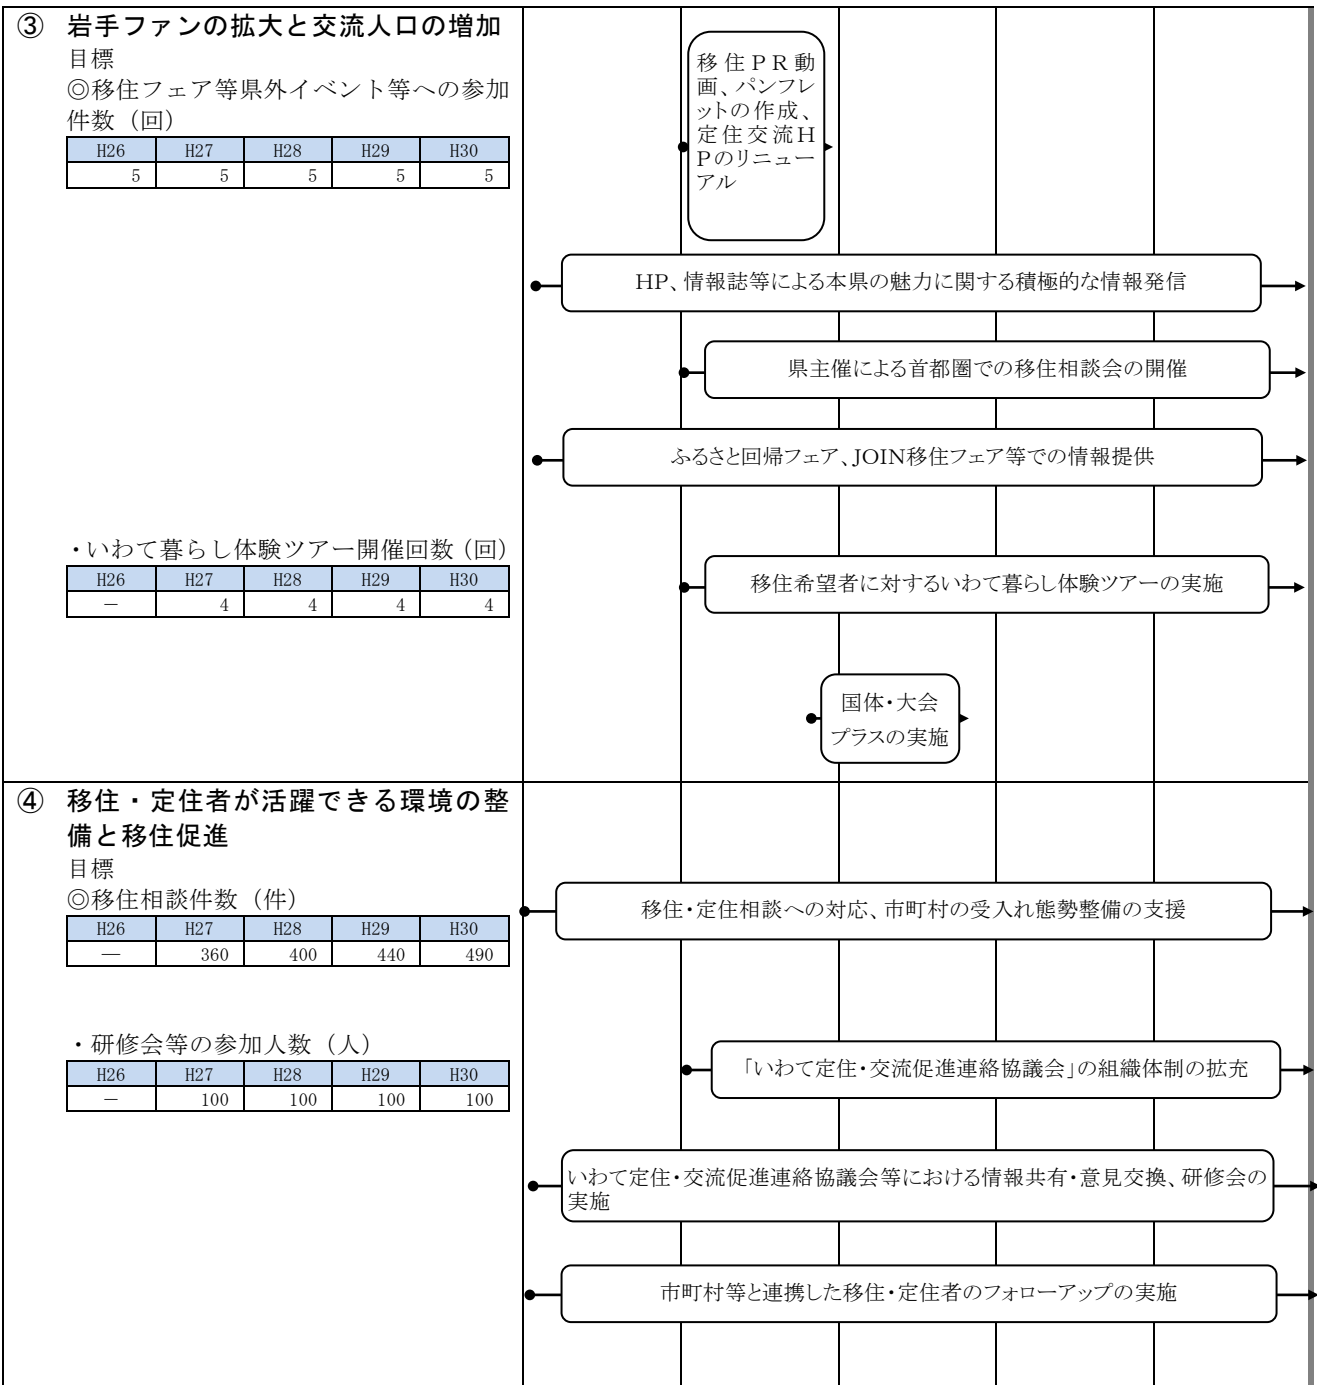 ③ 岩手ファンの拡大と交流人口の増加
目標
◎移住フェア等県外イベント等への参加
件数（回）
H26 H27 H28 H29 H30
5 5 5 5 5
移住ＰＲ動
画、パンフレ
ットの作成、
定住交流Ｈ
Ｐのリニュー
アル
HP、情報誌等による本県の魅力に関する積極的な情報発信
県主催による首都圏での移住相談会の開催
ふるさと回帰フェア、JOIN移住フェア等での情報提供
・いわて暮らし体験ツアー開催回数（回）
H26 H27 H28 H29 H30
－ 4 4 4 4
移住希望者に対するいわて暮らし体験ツアーの実施
国体・大会
プラスの実施
④ 移住・定住者が活躍できる環境の整
備と移住促進
目標
◎移住相談件数（件）
H26 H27 H28 H29 H30
― 360 400 440 490
移住・定住相談への対応、市町村の受入れ態勢整備の支援
・研修会等の参加人数（人）
H26 H27 H28 H29 H30
－ 100 100 100 100
「いわて定住・交流促進連絡協議会」の組織体制の拡充
いわて定住・交流促進連絡協議会等における情報共有・意見交換、研修会の
実施
市町村等と連携した移住・定住者のフォローアップの実施